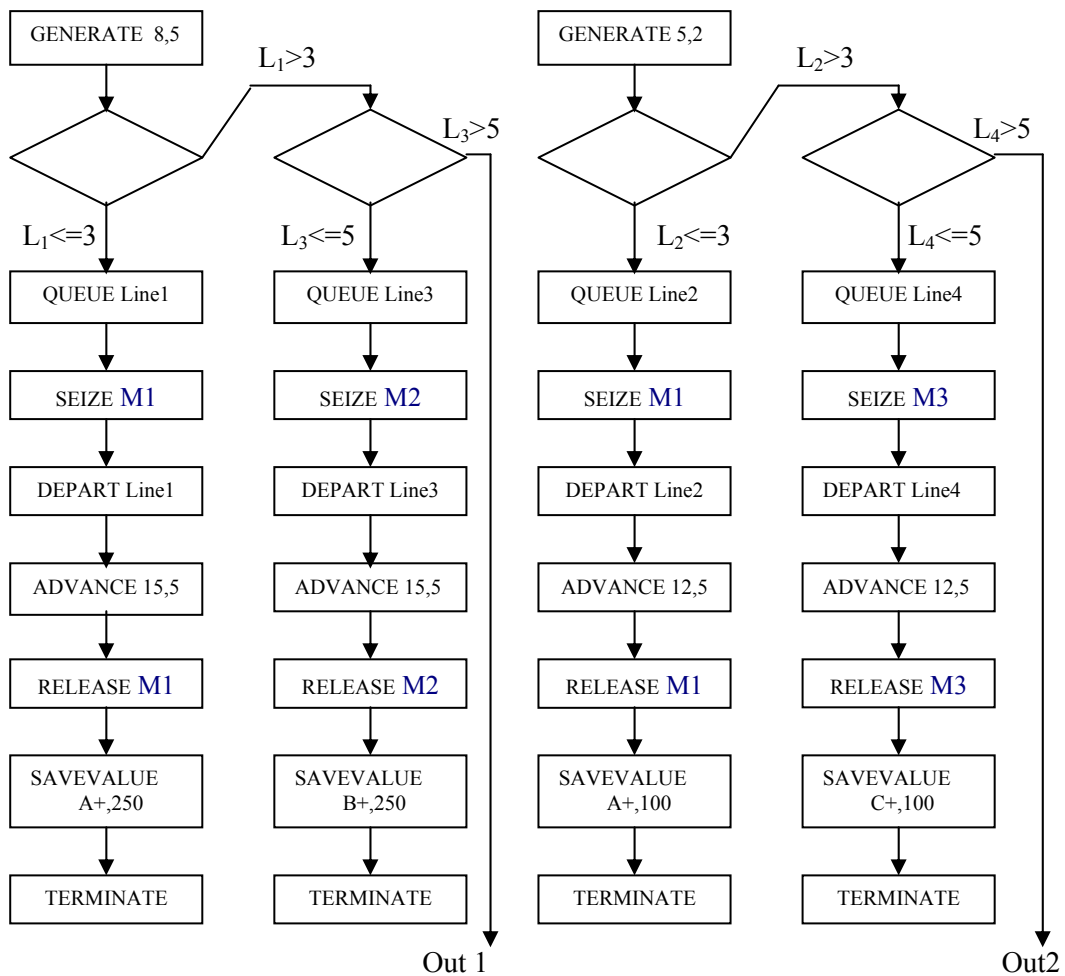 GENERATE 8,5
GENERATE 5,2
L1>3
L2>3
L3>5
L4>5
L1<=3
L3<=5
L2<=3
L4<=5
QUEUE Line1
QUEUE Line3
QUEUE Line2
QUEUE Line4
SEIZE M1
SEIZE M2
SEIZE M1
SEIZE M3
DEPART Line1
DEPART Line3
DEPART Line2
DEPART Line4
ADVANCE 15,5
ADVANCE 15,5
ADVANCE 12,5
ADVANCE 12,5
RELEASE M1
RELEASE M2
RELEASE M1
RELEASE M3
SAVEVALUE
A+,250
SAVEVALUE
B+,250
SAVEVALUE
A+,100
SAVEVALUE
C+,100
TERMINATE
TERMINATE
TERMINATE
TERMINATE
Out 1
Out2